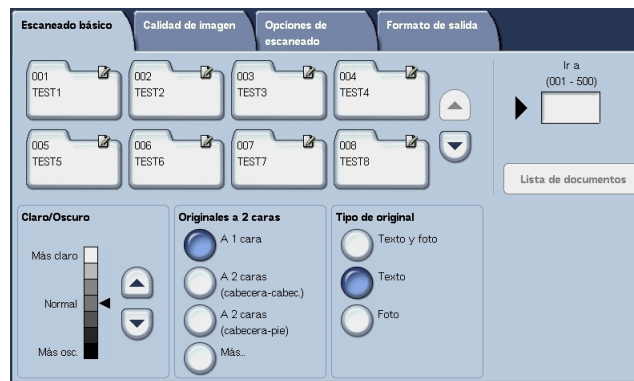 Escaneado básico
Calidad de imagen
Opciones de
escaneado
Formato de salida
001
TEST1
002
TEST2
003
TEST3
004
TEST4
005
TEST5
006
TEST6
007
TEST7
008
TEST8
Ir a
(001 - 500)
Lista de documentos
Claro/Oscuro
Más claro
Normal
Más osc.
Originales a 2 caras
A 1 cara
A 2 caras
(cabecera-cabec.)
A 2 caras
(cabecera-pie)
Más...
Tipo de original
Texto y foto
Texto
Foto